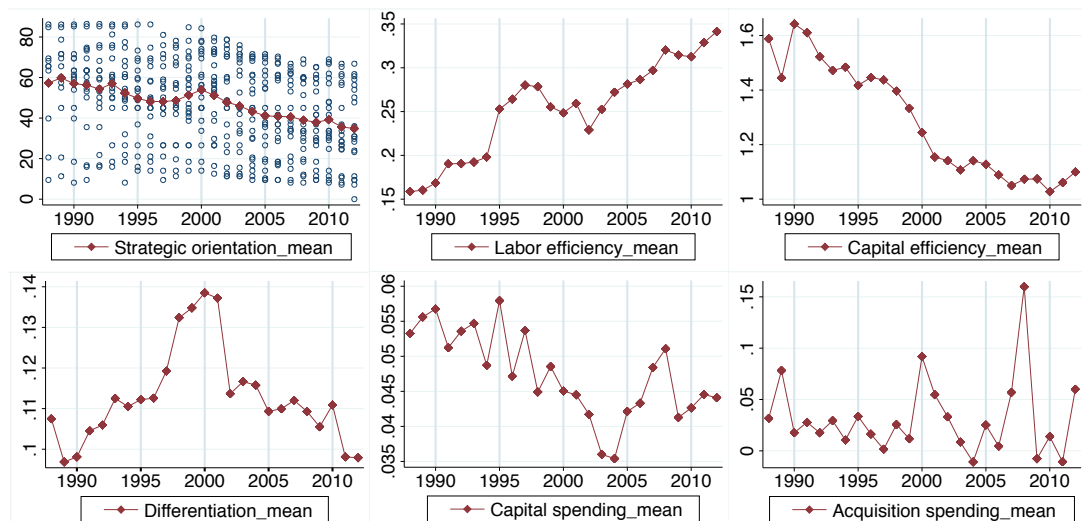 80
60
40
20
0
1990 1995 2000 2005 2010
Strategic orientation_mean
.35
.3
.25
.2
.15
1990 1995 2000 2005 2010
Labor efficiency_mean
1.6
1.4
1.2
1
1990 1995 2000 2005 2010
Capital efficiency_mean
.14
.13
.12
.11
.1
1990 1995 2000 2005 2010
Differentiation_mean
.06
.055
.05
.045
.04
.035
1990 1995 2000 2005 2010
Capital spending_mean
.15
.1
.05
0
1990 1995 2000 2005 2010
Acquisition spending_mean